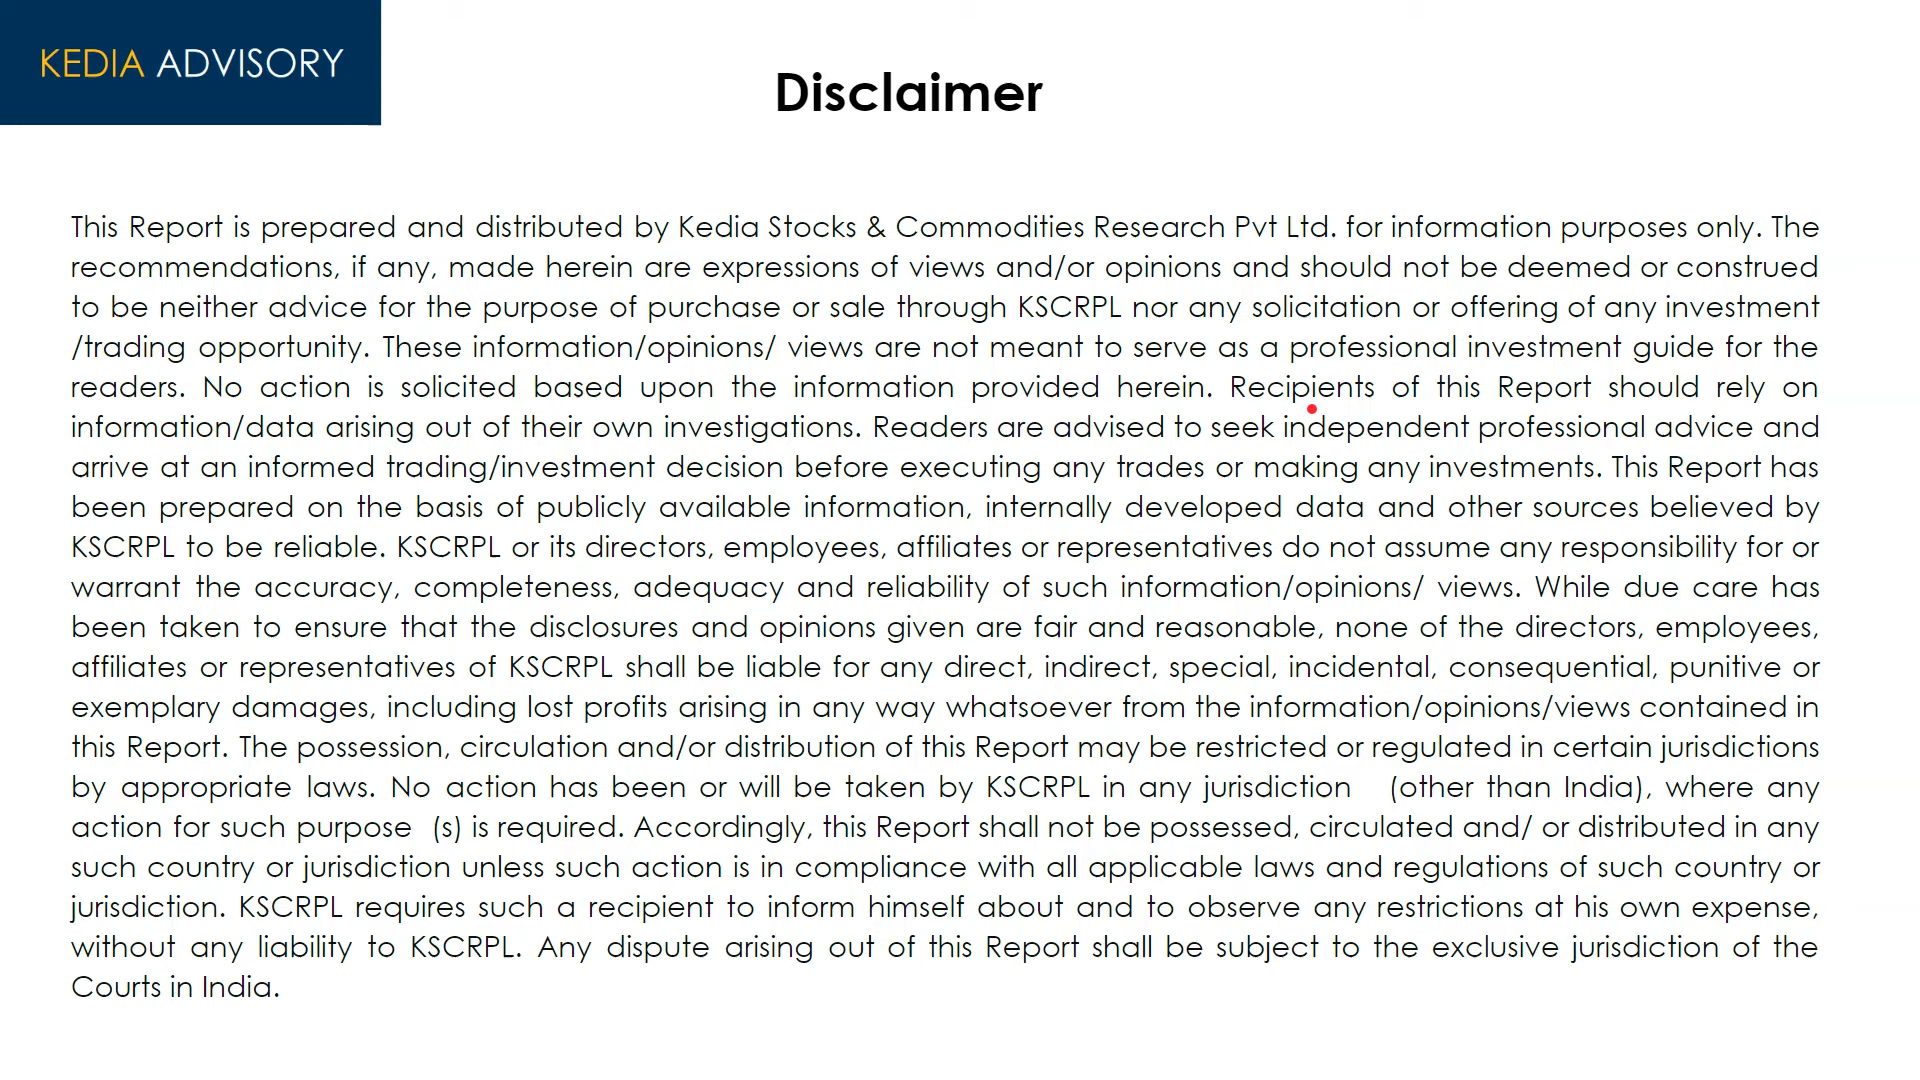 KEDIA ADVISORY
Disclaimer
This Report is prepared and distributed by Kedia Stocks & Commodities Research Pvt Ltd. for information purposes only. The
recommendations, if any, made herein are expressions of views and/or opinions and should not be deemed or construed
to be neither advice for the purpose of purchase or sale through KSCRPL nor any solicitation or offering of any investment
/trading opportunity. These information/opinions/ views are not meant to serve as a professional investment guide for the
readers. No action is solicited based upon the information provided herein. Recipients of this Report should rely on
information/data arising out of their own investigations. Readers are advised to seek independent professional advice and
arrive at an informed trading/investment decision before executing any trades or making any investments. This Report has
been prepared on the basis of publicly available information, internally developed data and other sources believed by
KSCRPL to be reliable. KSCRPL or its directors, employees, affiliates or representatives do not assume any responsibility for or
warrant the accuracy, completeness, adequacy and reliability of such information/opinions/ views. While due care has
been taken to ensure that the disclosures and opinions given are fair and reasonable, none of the directors, employees,
affiliates or representatives of KSCRPL shall be liable for any direct, indirect, special, incidental, consequential, punitive or
exemplary damages, including lost profits arising in any way whatsoever from the information/opinions/views contained in
this Report. The possession, circulation and/or distribution of this Report may be restricted or regulated in certain jurisdictions
by appropriate laws. No action has been or will be taken by KSCRPL in any jurisdiction (other than India), where any
action for such purpose (s) is required. Accordingly, this Report shall not be possessed, circulated and/ or distributed in any
such country or jurisdiction unless such action is in compliance with all applicable laws and regulations of such country or
jurisdiction. KSCRPL requires such a recipient to inform himself about and to observe any restrictions at his own expense,
without any liability to KSCRPL. Any dispute arising out of this Report shall be subject to the exclusive jurisdiction of the
Courts in India.